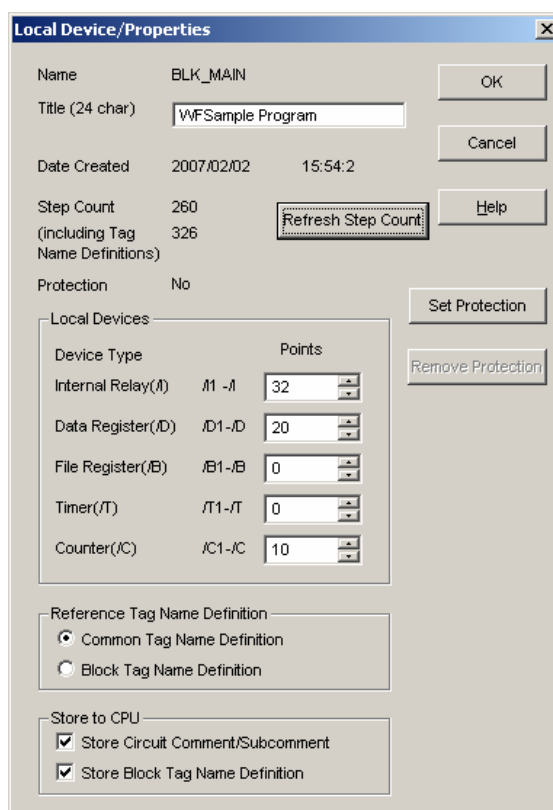 Local Device/Properties
Name BLK_MAIN
OK
Title (24 char) WFSample Program
Cancel
Date Created 2007/02/02 15:54:2
Step Count 260
Refresh Step Count
Help
(including Tag Name Definitions) 326
Protection No
Set Protection
Remove Protection
Local Devices
Device Type Points
Internal Relay(/I) /I1 -/I 32
Data Register(/D) /D1-/D 20
File Register(/B) /B1-/B 0
Timer(/T) /T1-/T 0
Counter(/C) /C1-/C 10
Reference Tag Name Definition
Common Tag Name Definition
Block Tag Name Definition
Store to CPU
Store Circuit Comment/Subcomment
Store Block Tag Name Definition